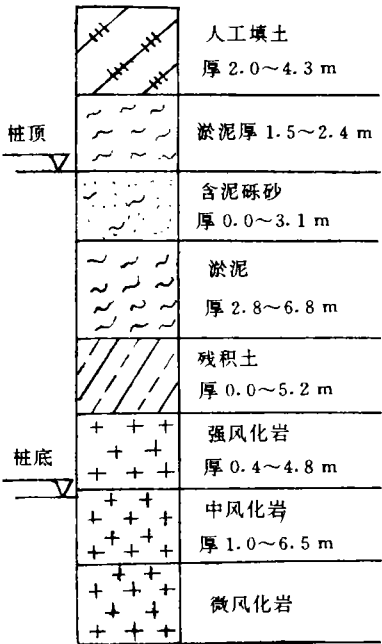 人工填土
厚 2.0~4.3 m
桩顶
淤泥厚 1.5~2.4 m
含泥砾砂
厚 0.0~3.1 m
淤泥
厚 2.8~6.8 m
残积土
厚 0.0~5.2 m
强风化岩
厚 0.4~4.8 m
桩底
中风化岩
厚 1.0~6.5 m
微风化岩